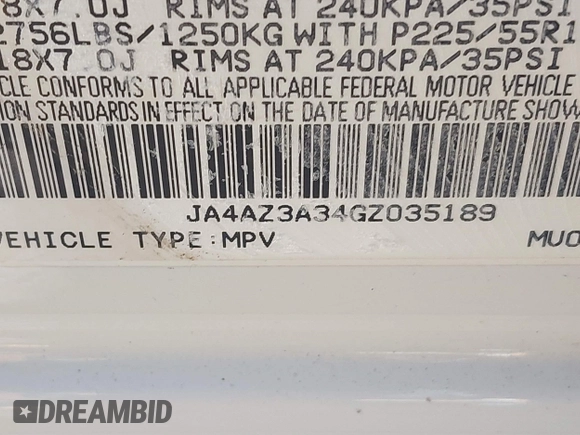 8X7.0J RIMS AT 240KPA/35PSI
2756LBS/1250KG WITH P225/55R1
18X7.0J RIMS AT 240KPA/35PSI
ICLE CONFORMS TO ALL APPLICABLE FEDERAL MOTOR VEHICLE
ION STANDARDS IN EFFECT ON THE DATE OF MANUFACTURE SHOW
JA4AZ3A34GZ035189
VEHICLE TYPE:MPV MUO
DREAMBID